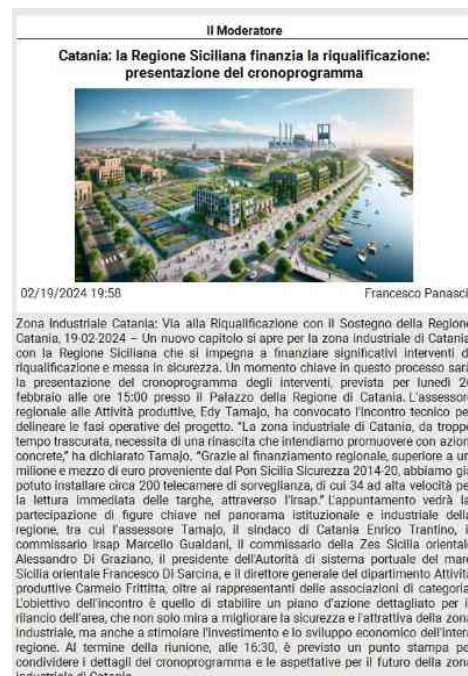 Il Moderatore
Catania: la Regione Siciliana finanzia la riqualificazione:
presentazione del cronoprogramma
02/19/2024 19:58
Francesco Panasci
Zona Industriale Catania: Via alla Riqualificazione con il Sostegno della Regione
Catania, 19-02-2024 – Un nuovo capitolo si apre per la zona industriale di Catania
con la Regione Siciliana che si impegna a finanziare significativi interventi d
riqualificazione e messa in sicurezza. Un momento chiave in questo processo sarà
la presentazione del cronoprogramma degli interventi, prevista per lunedì 26
febbraio alle ore 15:00 presso il Palazzo della Regione di Catania. L'assessore
regionale alle Attività produttive, Edy Tamajo, ha convocato l'incontro tecnico per
delineare le fasi operative del progetto. "La zona industriale di Catania, da troppo
tempo trascurata, necessita di una rinascita che intendiamo promuovere con azion
concrete," ha dichiarato Tamajo. "Grazie al finanziamento regionale, superiore a un
milione e mezzo di euro proveniente dal Pon Sicilia Sicurezza 2014-20, abbiamo già
potuto installare circa 200 telecamere di sorveglianza, di cui 34 ad alta velocità pe
la lettura immediata delle targhe, attraverso l'Irsap." L'appuntamento vedrà la
partecipazione di figure chiave nel panorama istituzionale e industriale della
regione, tra cui l'assessore Tamajo, il sindaco di Catania Enrico Trantino, i
commissario Irsap Marcello Gualdani, il commissario della Zes Sicilia orientale
Alessandro Di Graziano, il presidente dell'Autorità di sistema portuale del mare
Sicilia orientale Francesco Di Sarcina, e il direttore generale del dipartimento Attività
produttive Carmelo Frittitta, oltre ai rappresentanti delle associazioni di categoria
L'obiettivo dell'incontro è quello di stabilire un piano d'azione dettagliato per i
rilancio dell'area, che non solo mira a migliorare la sicurezza e l'attrattiva della zona
industriale, ma anche a stimolare l'investimento e lo sviluppo economico dell'inter
regione. Al termine della riunione, alle 16:30, è previsto un punto stampa pe
condividere i dettagli del cronoprogramma e le aspettative per il futuro della zona
industriale di Catania